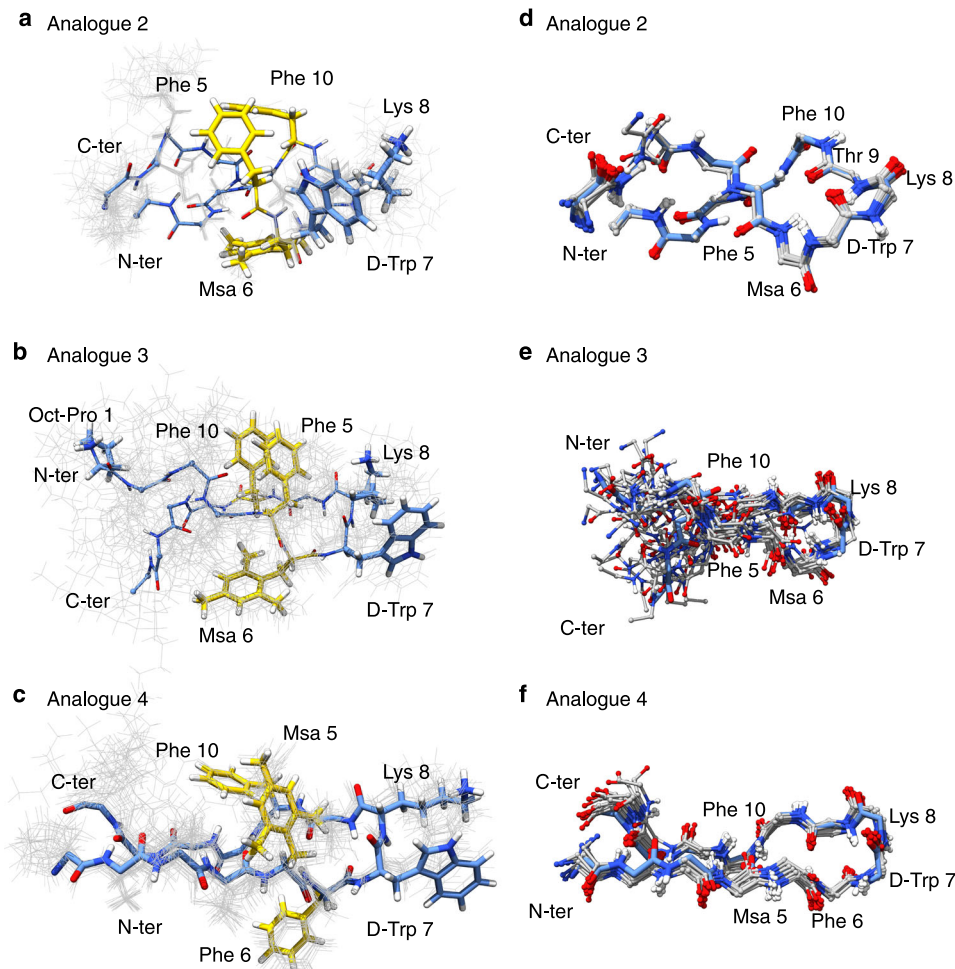 a Analogue 2
Phe 5
Phe 10
Lys 8
C-ter
N-ter
D-Trp 7
Msa 6
b Analogue 3
Oct-Pro 1
Phe 10
Phe 5
N-ter
Lys 8
C-ter
D-Trp 7
Msa 6
c Analogue 4
Msa 5
Phe 10
C-ter
Lys 8
N-ter
D-Trp 7
Phe 6
d Analogue 2
Phe 10
C-ter
Thr 9
Lys 8
N-ter
Phe 5
D-Trp 7
Msa 6
e Analogue 3
N-ter
Phe 10
Lys 8
D-Trp 7
Phe 5
Msa 6
C-ter
f Analogue 4
C-ter
Phe 10
Lys 8
D-Trp 7
N-ter
Msa 5
Phe 6